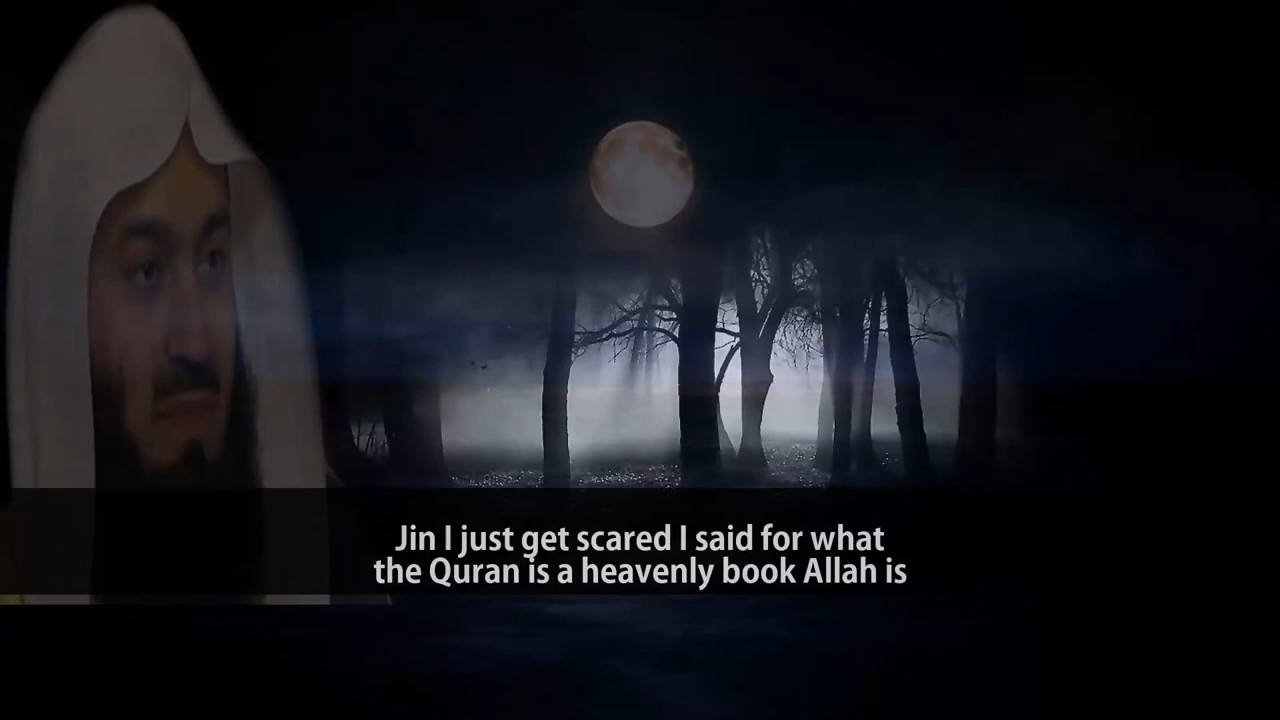 Jin I just get scared I said for what
the Quran is a heavenly book Allah is